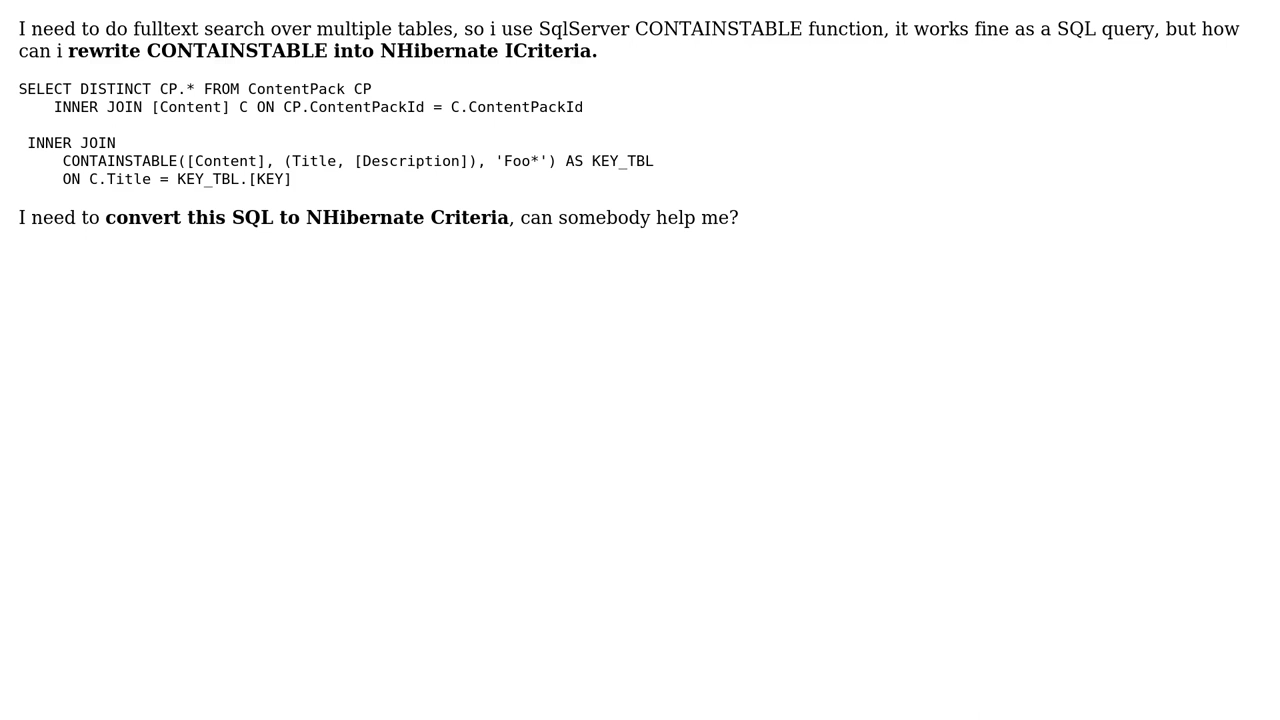 I need to do fulltext search over multiple tables, so i use SqlServer CONTAINSTABLE function, it works fine as a SQL query, but how
can i rewrite CONTAINSTABLE into NHibernate ICriteria.
SELECT DISTINCT CP.* FROM ContentPack CP
    INNER JOIN [Content] C ON CP.ContentPackId = C.ContentPackId
 INNER JOIN
     CONTAINSTABLE([Content], (Title, [Description]), 'Foo*') AS KEY_TBL
     ON C.Title = KEY_TBL.[KEY]
I need to convert this SQL to NHibernate Criteria, can somebody help me?